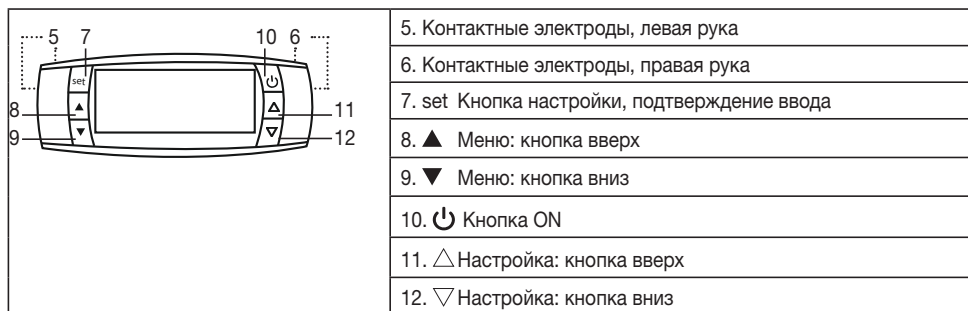 5 7 10 6
set
8 11
9 12
5. Контактные электроды, левая рука
6. Контактные электроды, правая рука
7. set Кнопка настройки, подтверждение ввода
8. ▲ Меню: кнопка вверх
9. ▼ Меню: кнопка вниз
10. ⏻ Кнопка ON
11. △ Настройка: кнопка вверх
12. ▽ Настройка: кнопка вниз